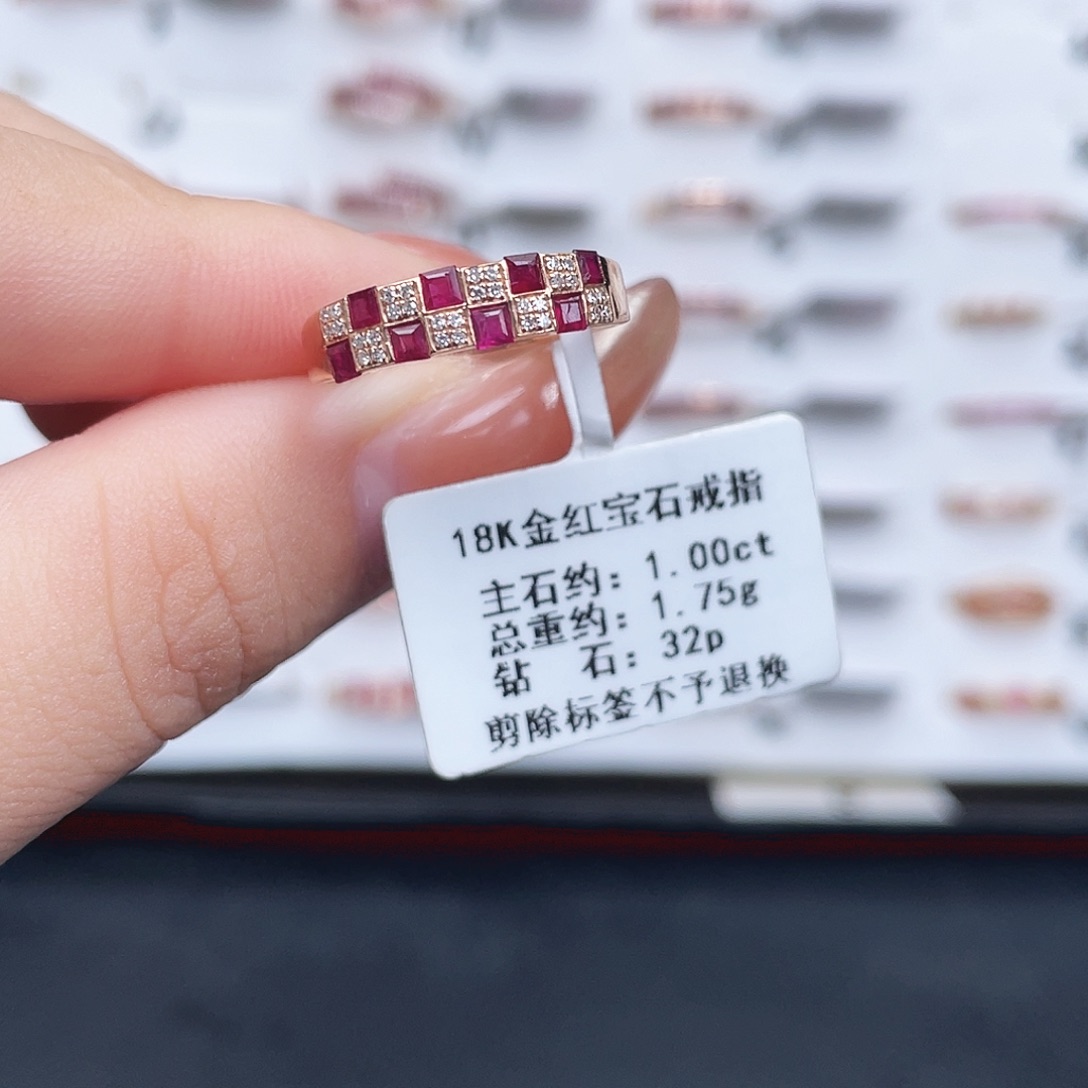 18K金红宝石戒指
主石约：1.00ct
总重约：1.75g
钻 石：32p
剪除标签不予退换